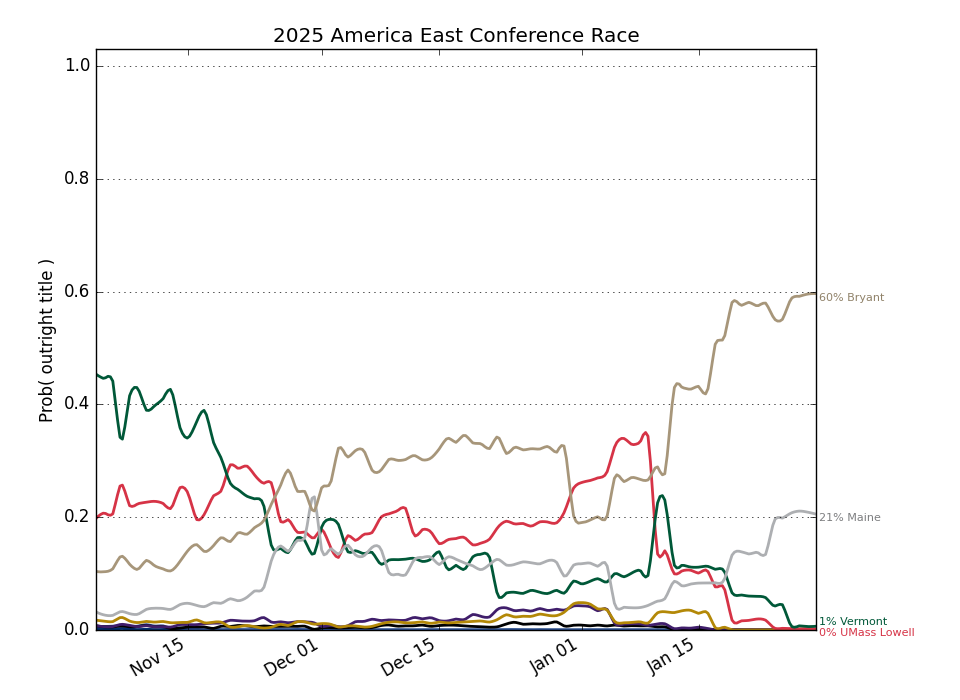 2025 America East Conference Race
Prob( outright title )
1.0
0.8
0.6
0.4
0.2
0.0
60% Bryant
21% Maine
1% Vermont
0% UMass Lowell
Nov 15
Dec 01
Dec 15
Jan 01
Jan 15